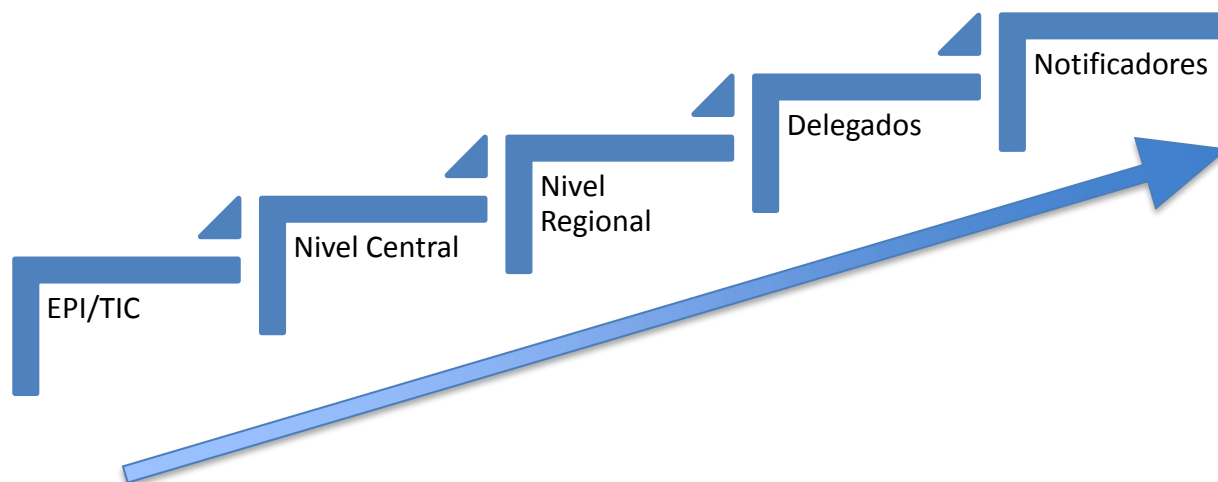 Notificadores
Delegados
Nivel
Regional
Nivel Central
EPI/TIC